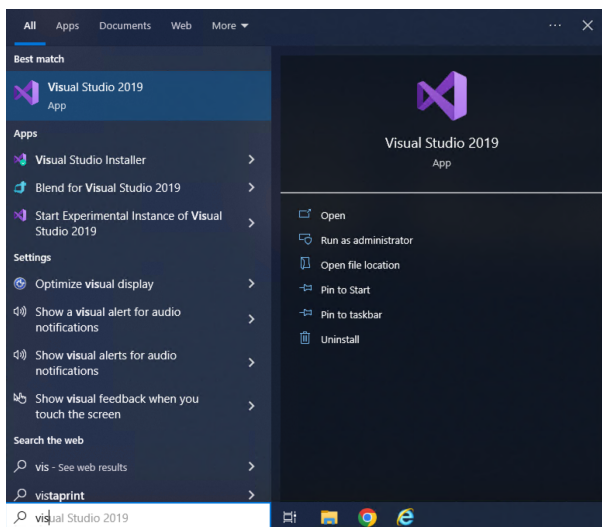 All Apps Documents Web More
Best match
Visual Studio 2019
App
Apps
Visual Studio Installer
Blend for Visual Studio 2019
Start Experimental Instance of Visual
Studio 2019
Settings
Optimize visual display
Show a visual alert for audio
notifications
Show visual alerts for audio
notifications
Show visual feedback when you
touch the screen
Search the web
vis - See web results
vistaprint
visual Studio 2019
Visual Studio 2019
App
Open
Run as administrator
Open file location
Pin to Start
Pin to taskbar
Uninstall